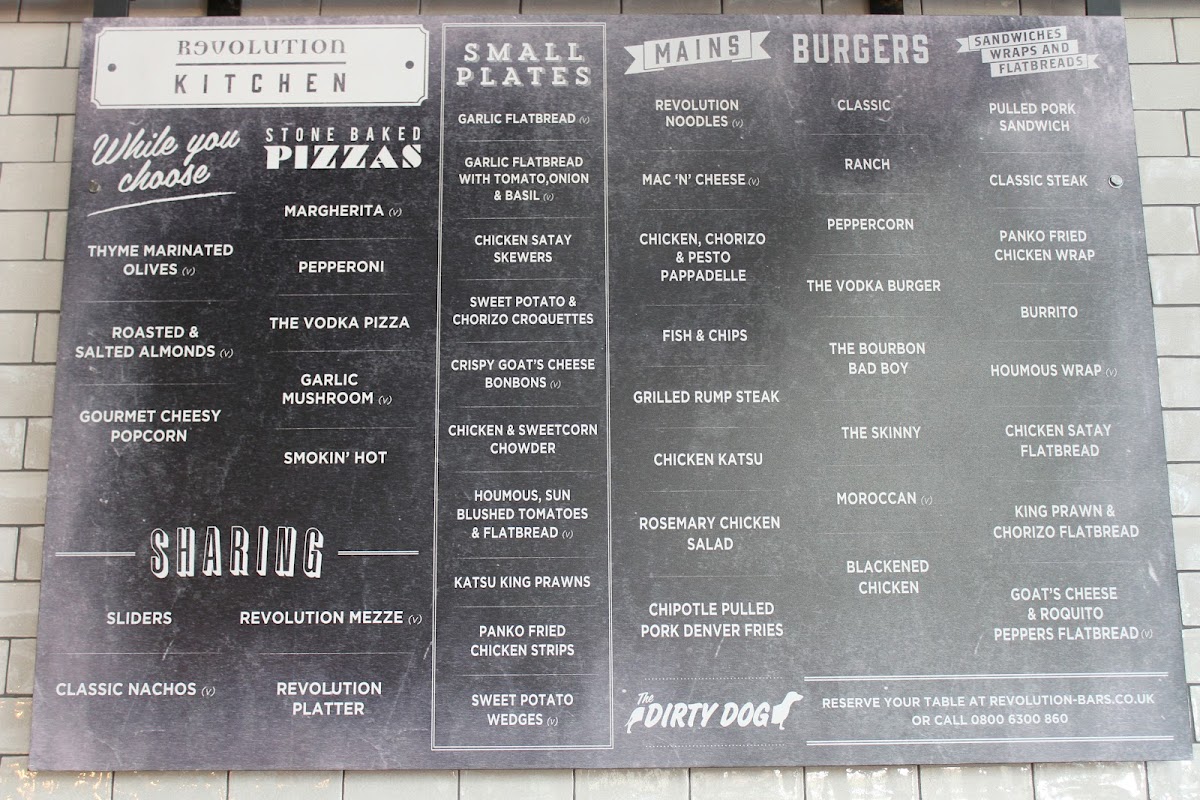 REVOLUTION
KITCHEN
While you
choose
THYME MARINATED
OLIVES (V)
ROASTED &
SALTED ALMONDS (V)
GOURMET CHEESY
POPCORN
STONE BAKED
PIZZAS
MARGHERITA (V)
PEPPERONI
THE VODKA PIZZA
GARLIC
MUSHROOM (V)
SMOKIN' HOT
SHARING
SLIDERS
CLASSIC NACHOS (V)
REVOLUTION MEZZE (V)
REVOLUTION
PLATTER
SMALL
PLATES
GARLIC FLATBREAD (V)
GARLIC FLATBREAD
WITH TOMATO,ONION
& BASIL (V)
CHICKEN SATAY
SKEWERS
SWEET POTATO &
CHORIZO CROQUETTES
CRISPY GOAT'S CHEESE
BONBONS (V)
CHICKEN & SWEETCORN
CHOWDER
HOUMOUS, SUN
BLUSHED TOMATOES
& FLATBREAD (V)
KATSU KING PRAWNS
PANKO FRIED
CHICKEN STRIPS
SWEET POTATO
WEDGES (V)
MAINS
REVOLUTION
NOODLES (V)
MAC 'N' CHEESE (V)
CHICKEN, CHORIZO
& PESTO
PAPPADELLE
FISH & CHIPS
GRILLED RUMP STEAK
CHICKEN KATSU
ROSEMARY CHICKEN
SALAD
CHIPOTLE PULLED
PORK DENVER FRIES
The
DIRTY DOG
BURGERS
CLASSIC
RANCH
PEPPERCORN
THE VODKA BURGER
THE BOURBON
BAD BOY
THE SKINNY
MOROCCAN (V)
BLACKENED
CHICKEN
SANDWICHES
WRAPS AND
FLATBREADS
PULLED PORK
SANDWICH
CLASSIC STEAK
PANKO FRIED
CHICKEN WRAP
BURRITO
HOUMOUS WRAP (V)
CHICKEN SATAY
FLATBREAD
KING PRAWN &
CHORIZO FLATBREAD
GOAT'S CHEESE
& ROQUITO
PEPPERS FLATBREAD (V)
RESERVE YOUR TABLE AT REVOLUTION-BARS.CO.UK
OR CALL 0800 6300 860